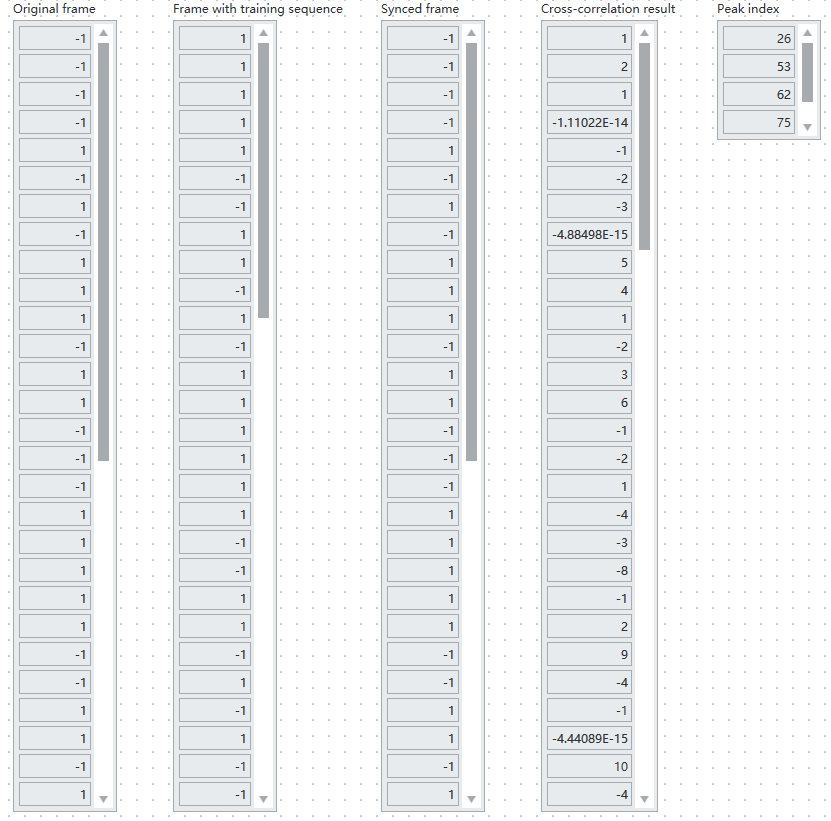 Original frame	Frame with training sequence	Synced frame	Cross-correlation result	Peak index
-1	1	-1	1	26
-1	1	-1	2	53
-1	1	-1	1	62
-1	1	-1	-1.11022E-14	75
1	1	1	-1
-1	-1	-1	-2
1	-1	1	-3
-1	1	-1	-4.88498E-15
1	1	1	5
1	-1	1	4
1	1	1	1
-1	-1	-1	-2
1	1	1	3
1	1	1	6
-1	1	-1	-1
-1	1	-1	-2
-1	1	-1	1
1	1	1	-4
1	-1	1	-3
1	-1	1	-8
1	1	1	-1
1	1	1	2
-1	-1	-1	9
-1	1	-1	-4
1	-1	1	-1
1	1	1	-4.44089E-15
-1	-1	-1	10
1	-1	1	-4